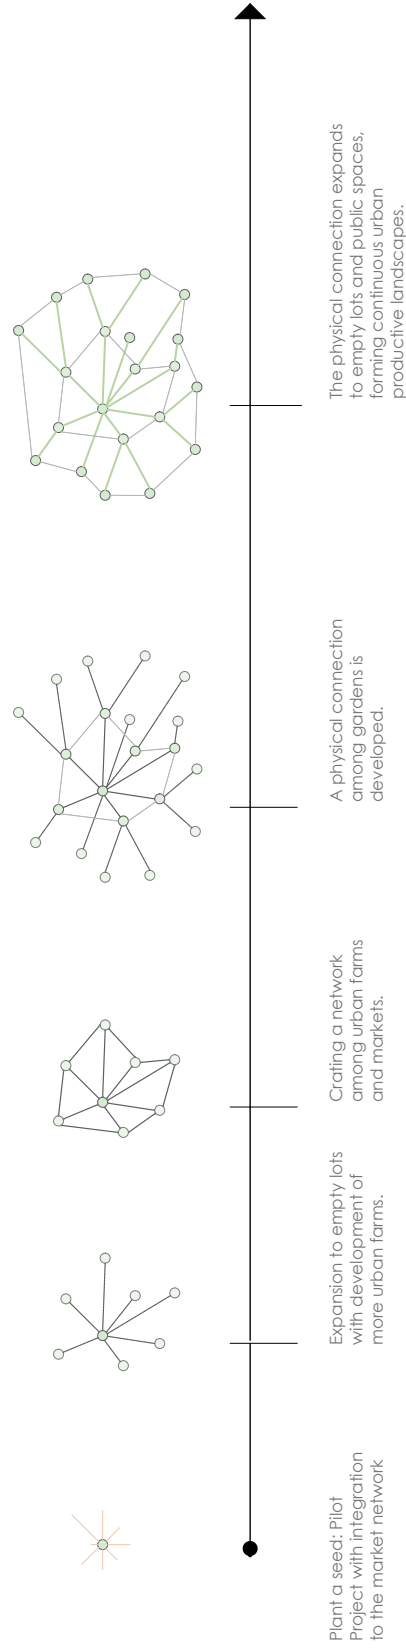 Plant a seed: Pilot
Project with integration
to the market network
Expansion to empty lots
with development of
more urban farms.
Crating a network
among urban farms
and markets.
A physical connection
among gardens is
developed.
The physical connection expands
to empty lots and public spaces,
forming continuous urban
productive landscapes.